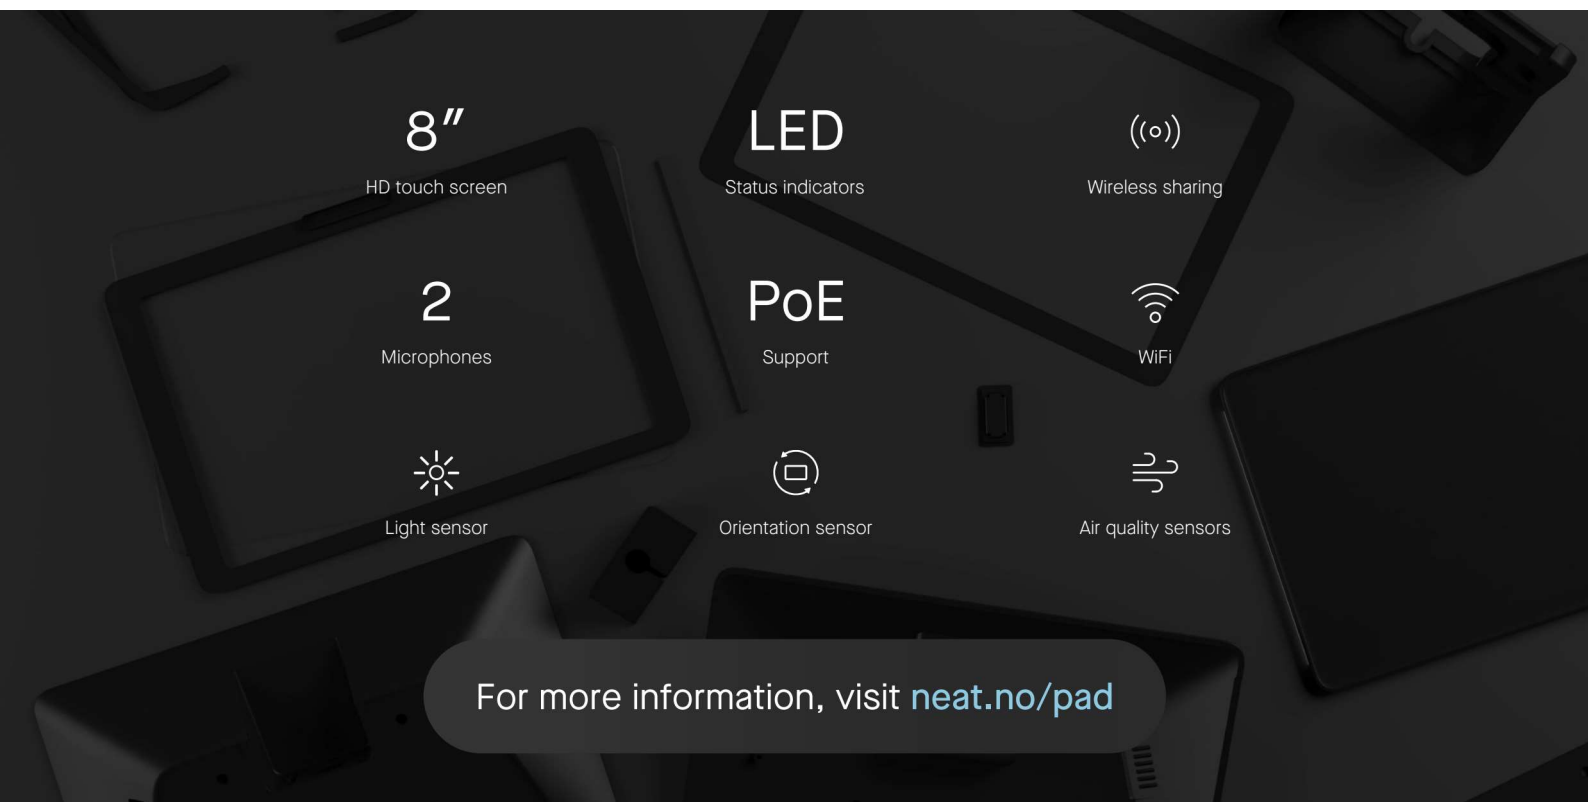 8″
HD touch screen
LED
Status indicators
Wireless sharing
2
Microphones
PoE
Support
WiFi
Light sensor
Orientation sensor
Air quality sensors
For more information, visit neat.no/pad